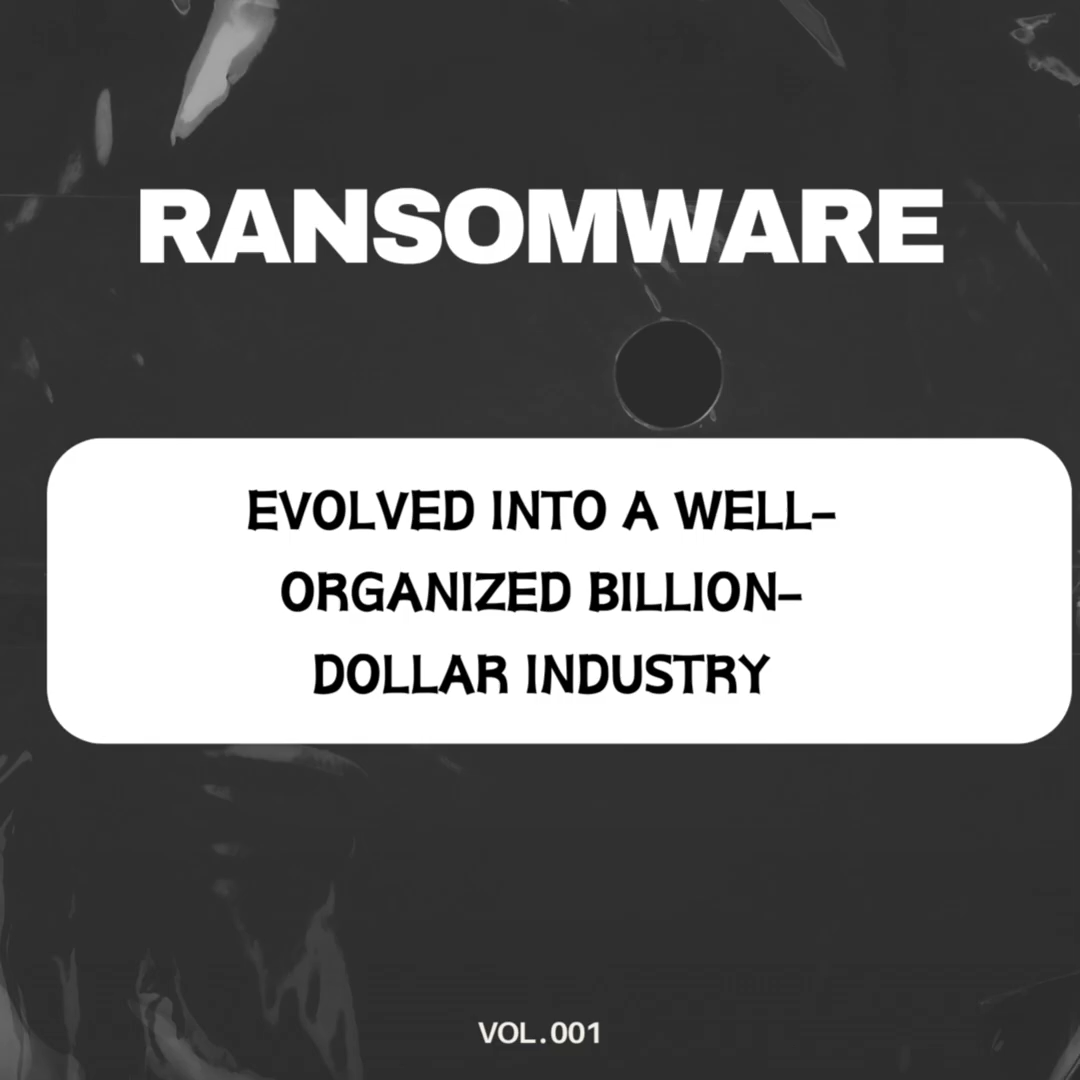 RANSOMWARE
EVOLVED INTO A WELL-
ORGANIZED BILLION-
DOLLAR INDUSTRY
VOL.001